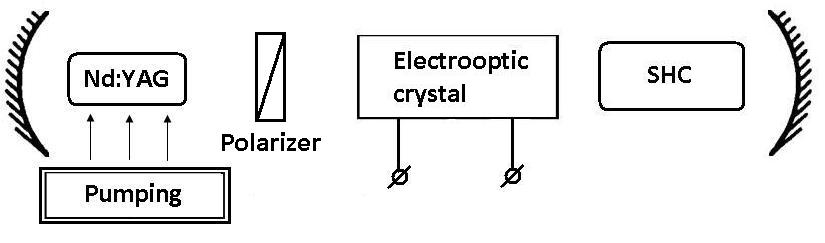 Nd:YAG
Polarizer
Electrooptic
crystal
SHC
Pumping